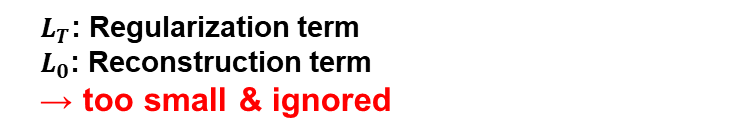 L_T: Regularization term
L_0: Reconstruction term
→ too small & ignored